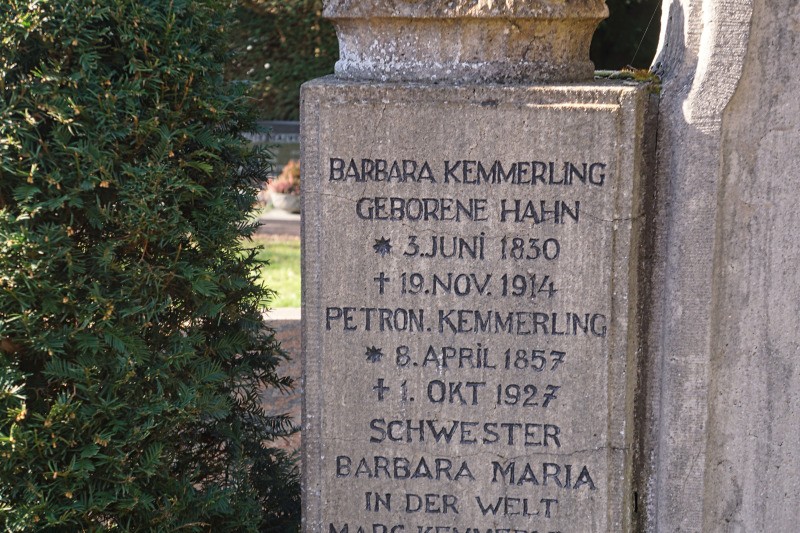 BARBARA KEMMERLING
GEBORENE HAHN
* 3. JUNI 1830
† 19. NOV. 1914
PETRON. KEMMERLING
* 8. APRIL 1857
† 1. OKT 1927
SCHWESTER
BARBARA MARIA
IN DER WELT